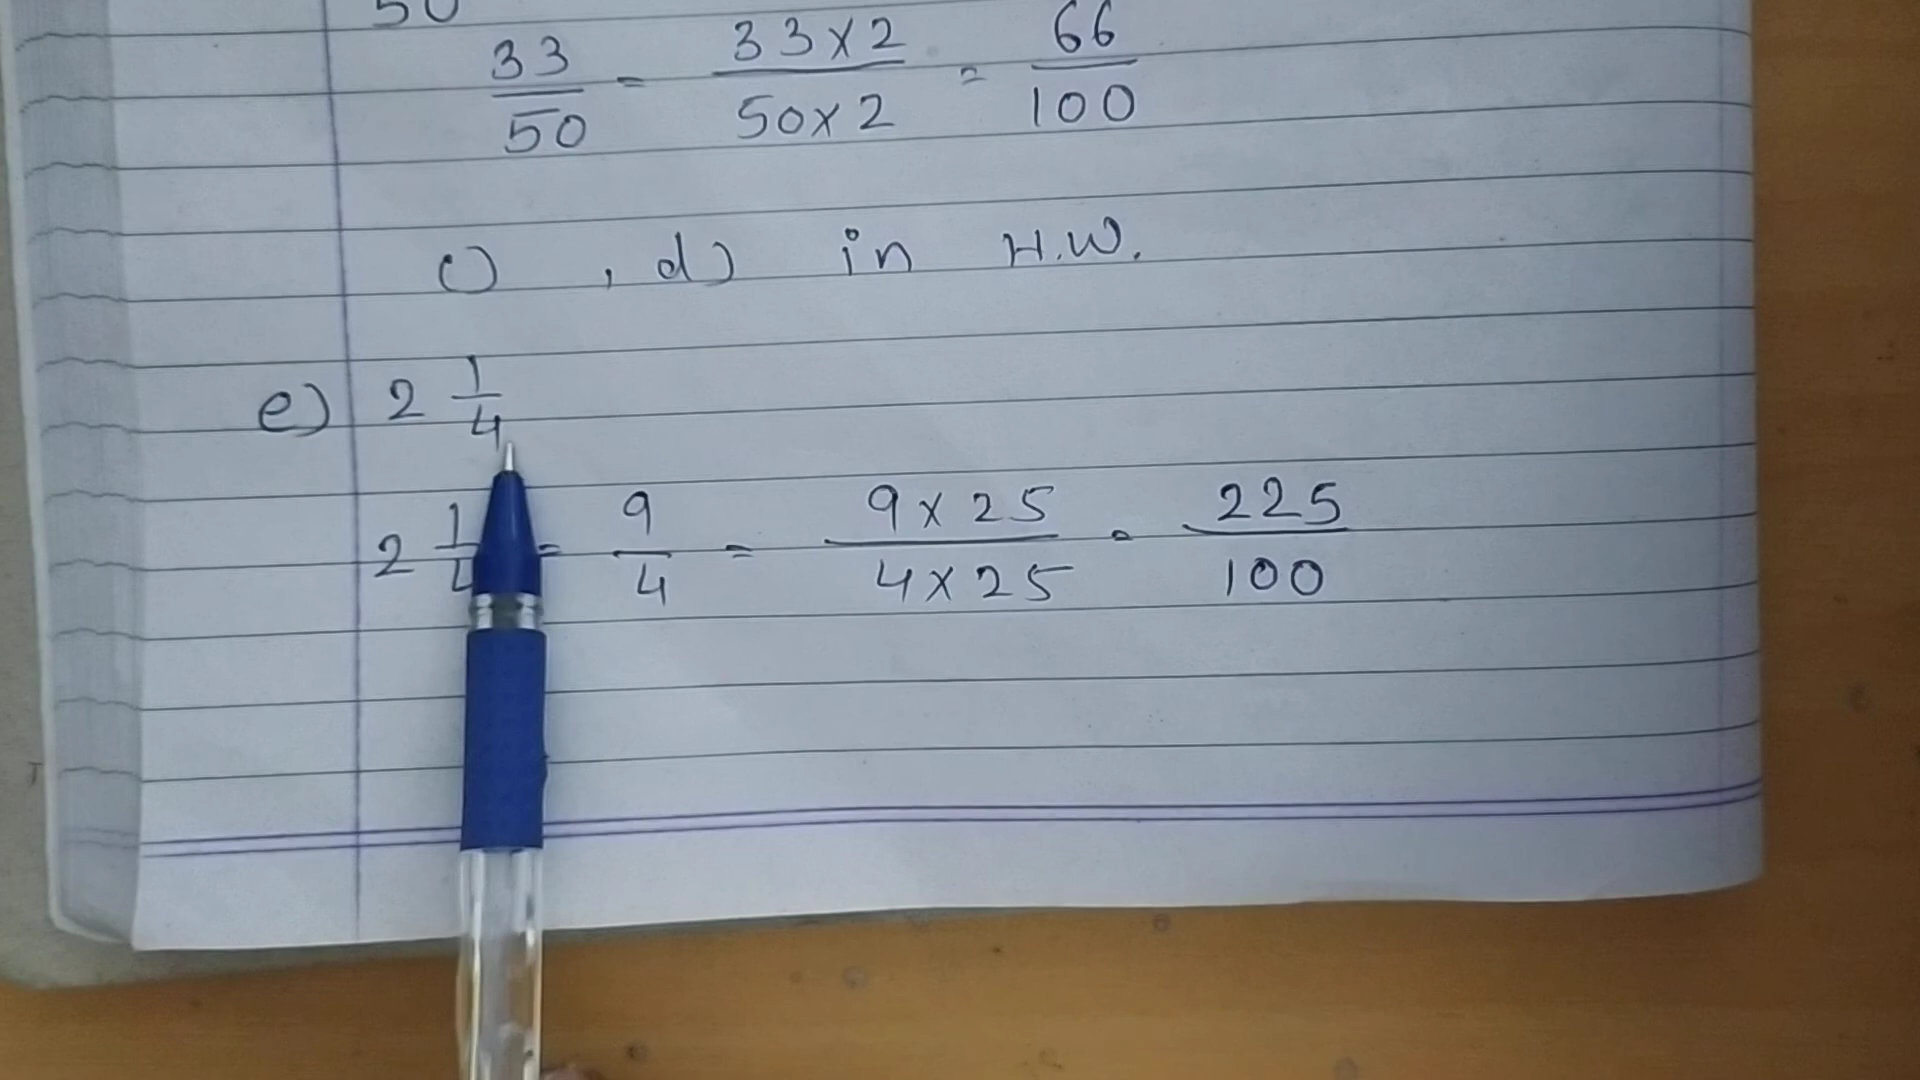 50
33/50 = 33×2/50×2 = 66/100
c) , d) in H.W.
e) 2 1/4
2 1/4 = 9/4 = 9×25/4×25 = 225/100